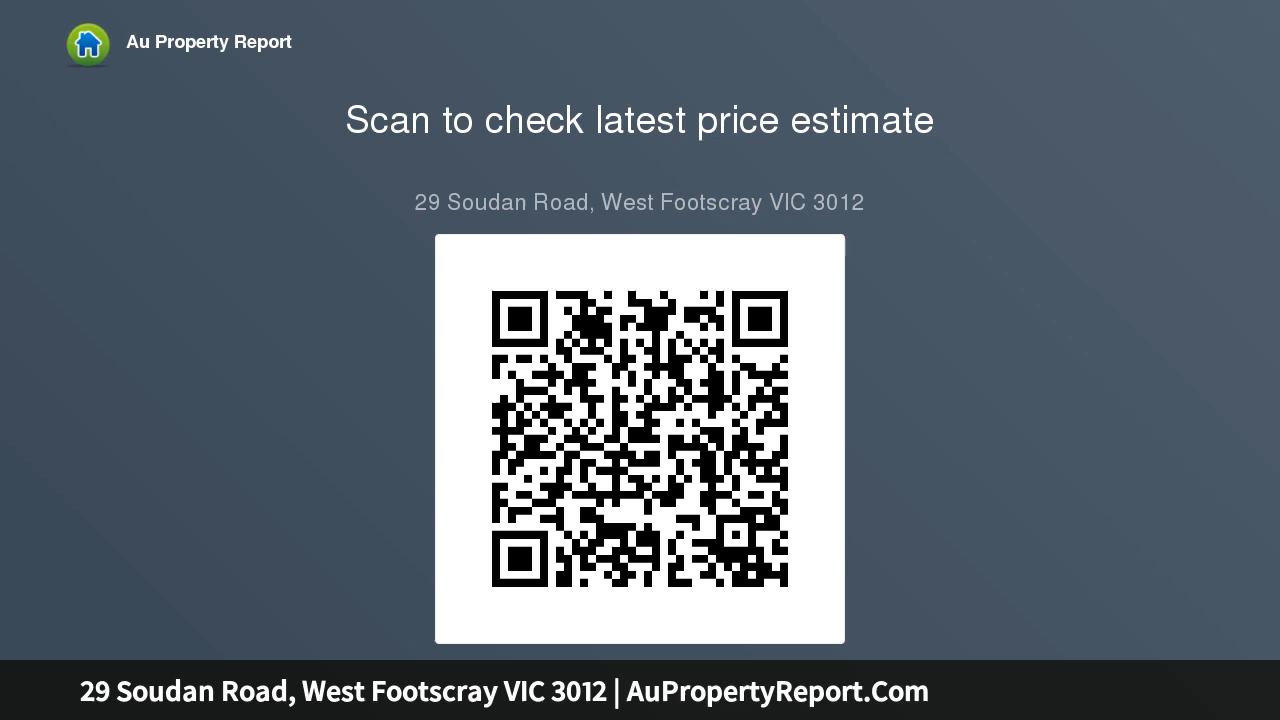 Au Property Report
Scan to check latest price estimate
29 Soudan Road, West Footscray VIC 3012
29 Soudan Road, West Footscray VIC 3012 | AuPropertyReport.Com